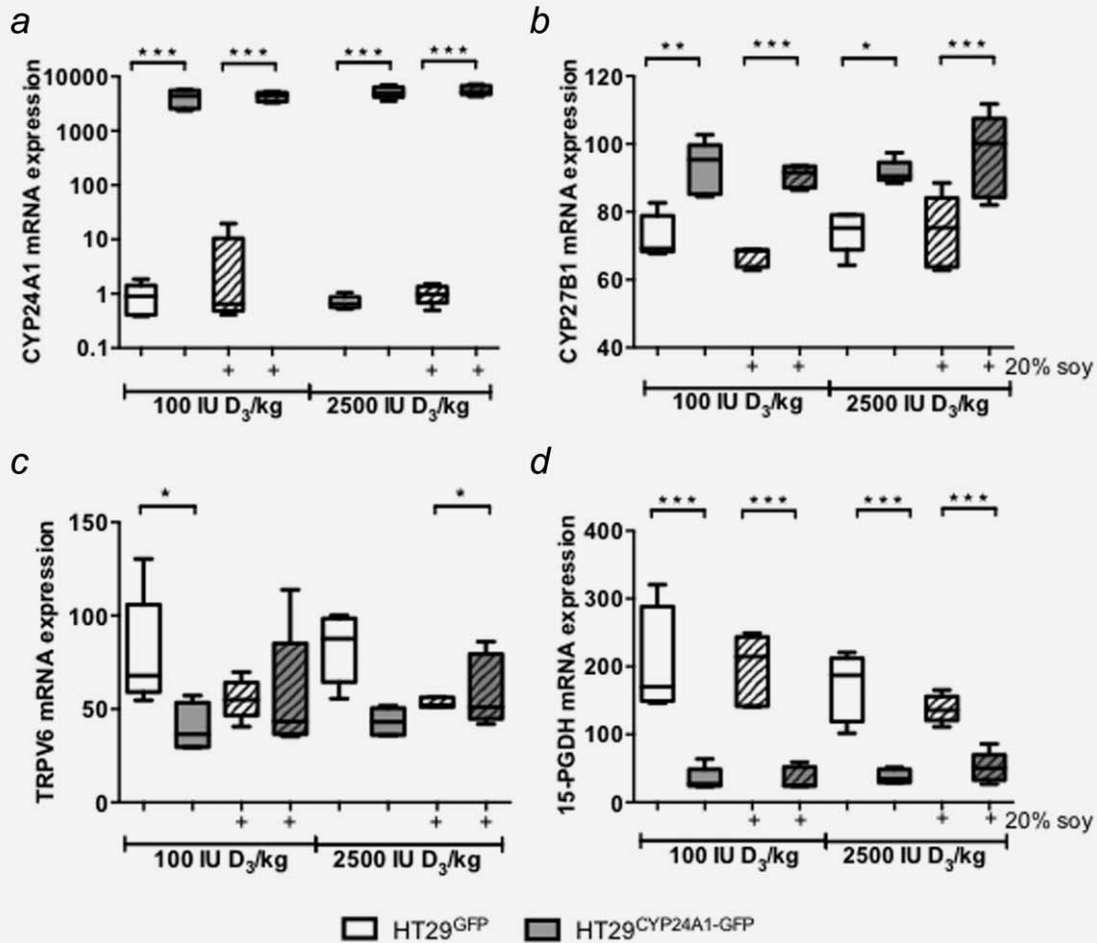 a
*** *** *** ***
CYP24A1 mRNA expression
10000
1000
100
10
1
0.1
+ + + +
100 IU D3/kg 2500 IU D3/kg
b
** *** * ***
CYP27B1 mRNA expression
120
100
80
60
40
+ + + + 20% soy
100 IU D3/kg 2500 IU D3/kg
c
* *
TRPV6 mRNA expression
150
100
50
0
+ + + +
100 IU D3/kg 2500 IU D3/kg
d
*** *** *** ***
15-PGDH mRNA expression
400
300
200
100
0
+ + + + 20% soy
100 IU D3/kg 2500 IU D3/kg
HT29GFP HT29CYP24A1-GFP